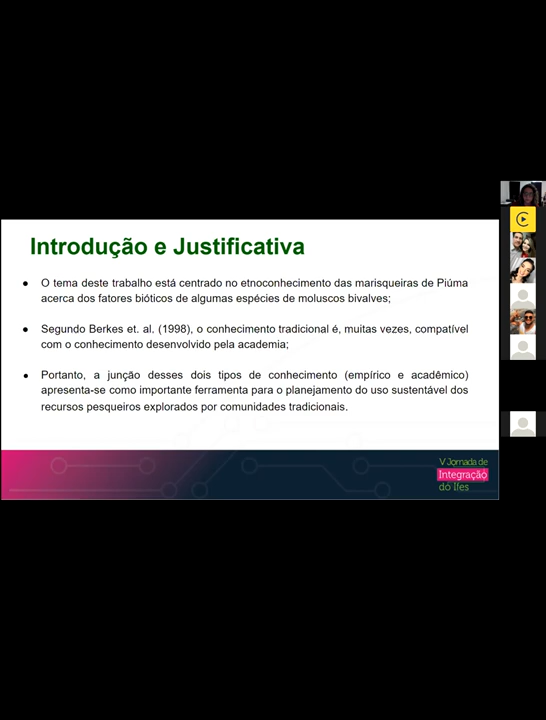 Introdução e Justificativa
● O tema deste trabalho está centrado no etnoconhecimento das marisqueiras de Piúma
acerca dos fatores bióticos de algumas espécies de moluscos bivalves;
● Segundo Berkes et. al. (1998), o conhecimento tradicional é, muitas vezes, compatível
com o conhecimento desenvolvido pela academia;
● Portanto, a junção desses dois tipos de conhecimento (empírico e acadêmico)
apresenta-se como importante ferramenta para o planejamento do uso sustentável dos
recursos pesqueiros explorados por comunidades tradicionais.
V Jornada de
Integração
do Ifes